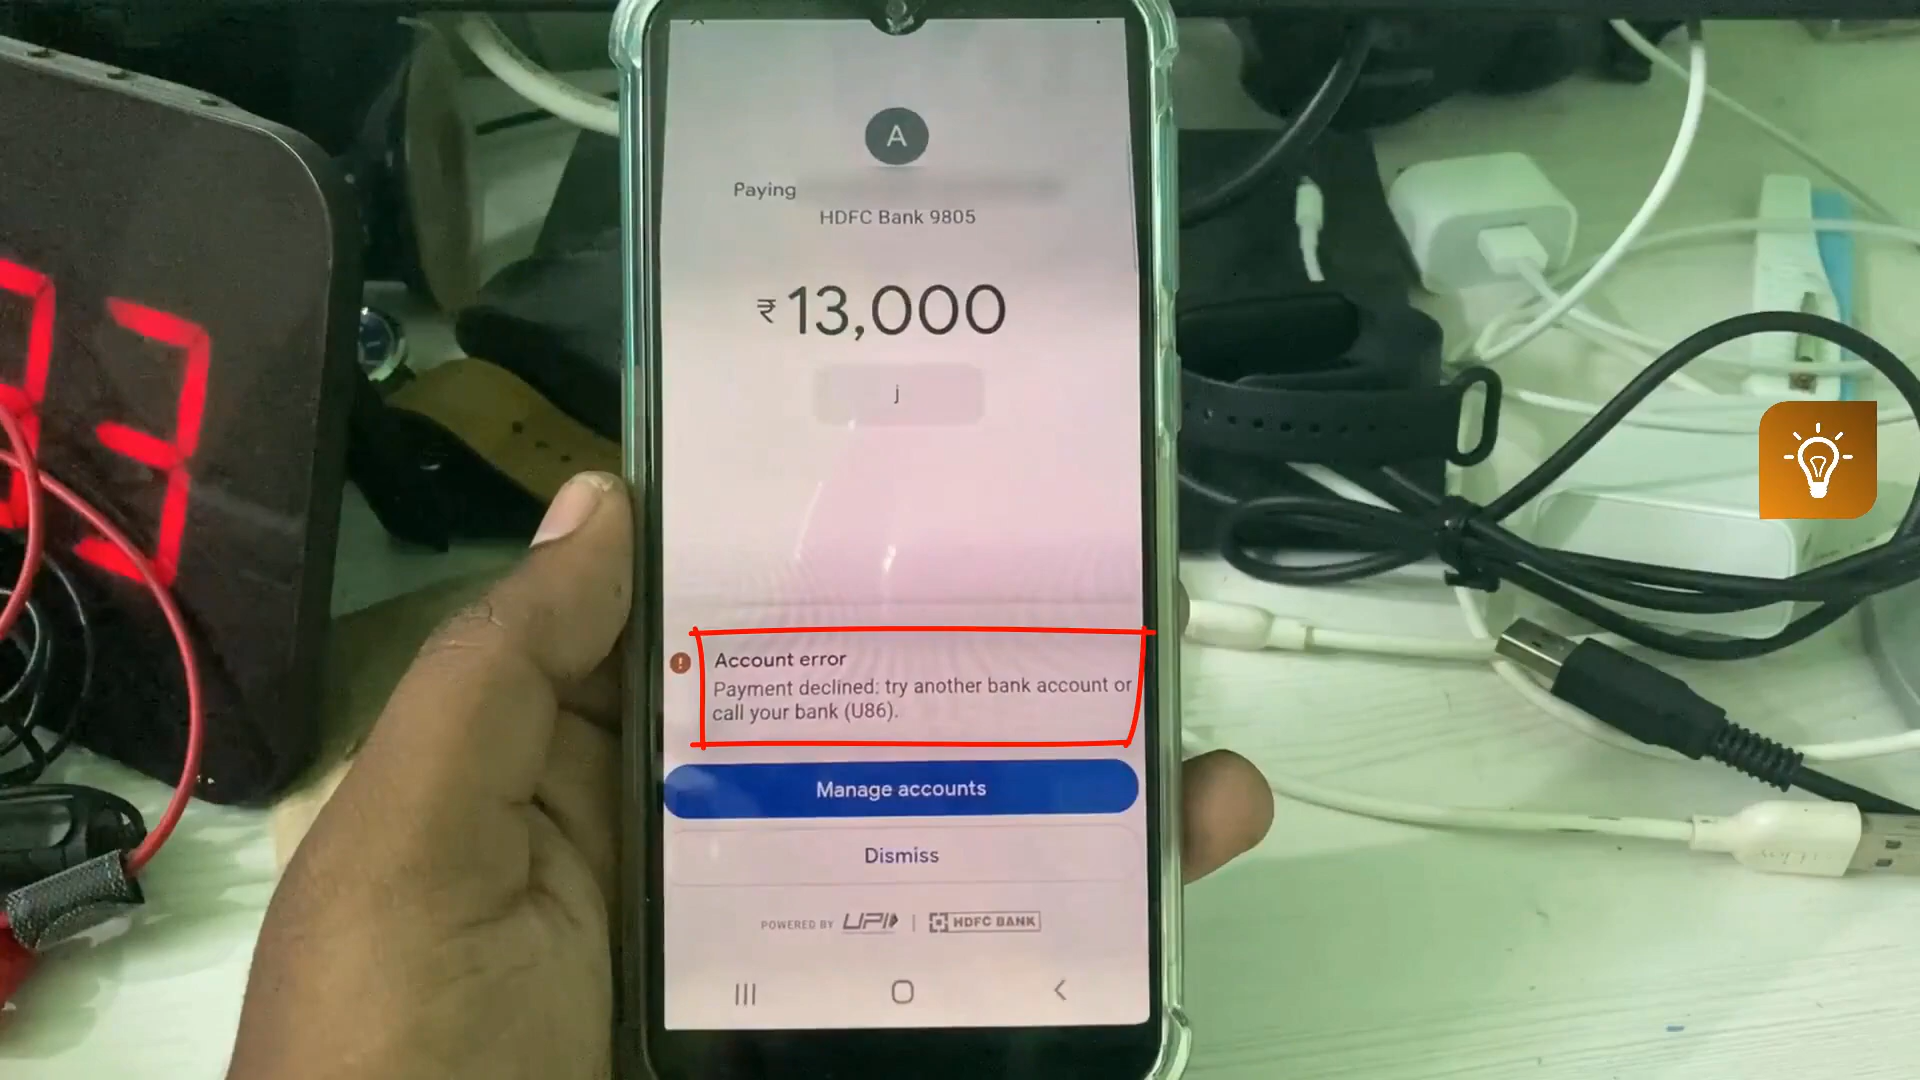 A
Paying
HDFC Bank 9805
₹13,000
j
Account error
Payment declined: try another bank account or
call your bank (U86).
Manage accounts
Dismiss
POWERED BY UPI | HDFC BANK
3